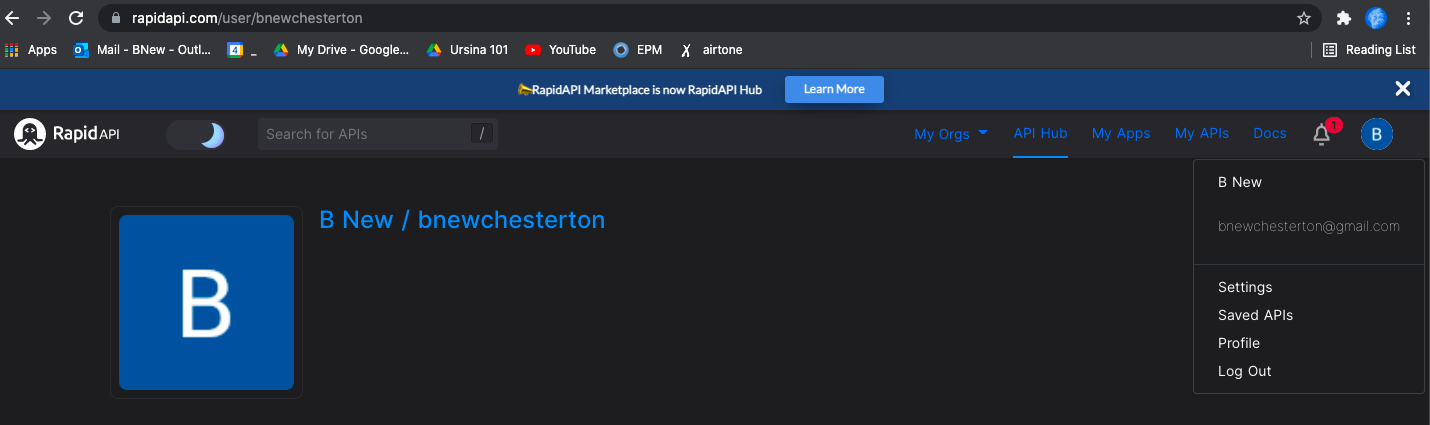 rapidapi.com/user/bnewchesterton
Apps Mail - BNew - Outl... 4 _ My Drive - Google... Ursina 101 YouTube EPM airtone Reading List
RapidAPI Marketplace is now RapidAPI Hub Learn More
RapidAPI Search for APIs / My Orgs API Hub My Apps My APIs Docs 1 B
B New
bnewchesterton@gmail.com
Settings
Saved APIs
Profile
Log Out
B New / bnewchesterton
B